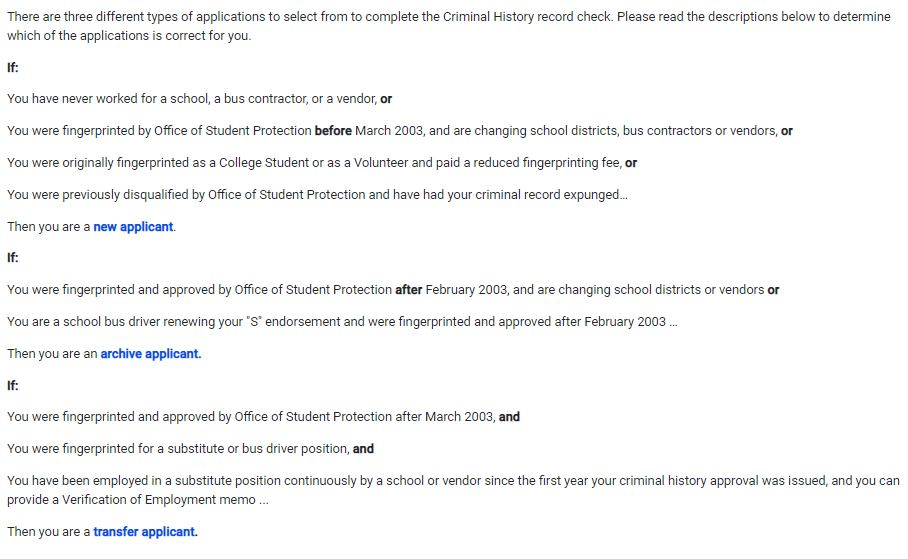 There are three different types of applications to select from to complete the Criminal History record check. Please read the descriptions below to determine
which of the applications is correct for you.
If:
You have never worked for a school, a bus contractor, or a vendor, or
You were fingerprinted by Office of Student Protection before March 2003, and are changing school districts, bus contractors or vendors, or
You were originally fingerprinted as a College Student or as a Volunteer and paid a reduced fingerprinting fee, or
You were previously disqualified by Office of Student Protection and have had your criminal record expunged...
Then you are a new applicant.
If:
You were fingerprinted and approved by Office of Student Protection after February 2003, and are changing school districts or vendors or
You are a school bus driver renewing your "S" endorsement and were fingerprinted and approved after February 2003 ...
Then you are an archive applicant.
If:
You were fingerprinted and approved by Office of Student Protection after March 2003, and
You were fingerprinted for a substitute or bus driver position, and
You have been employed in a substitute position continuously by a school or vendor since the first year your criminal history approval was issued, and you can
provide a Verification of Employment memo ...
Then you are a transfer applicant.